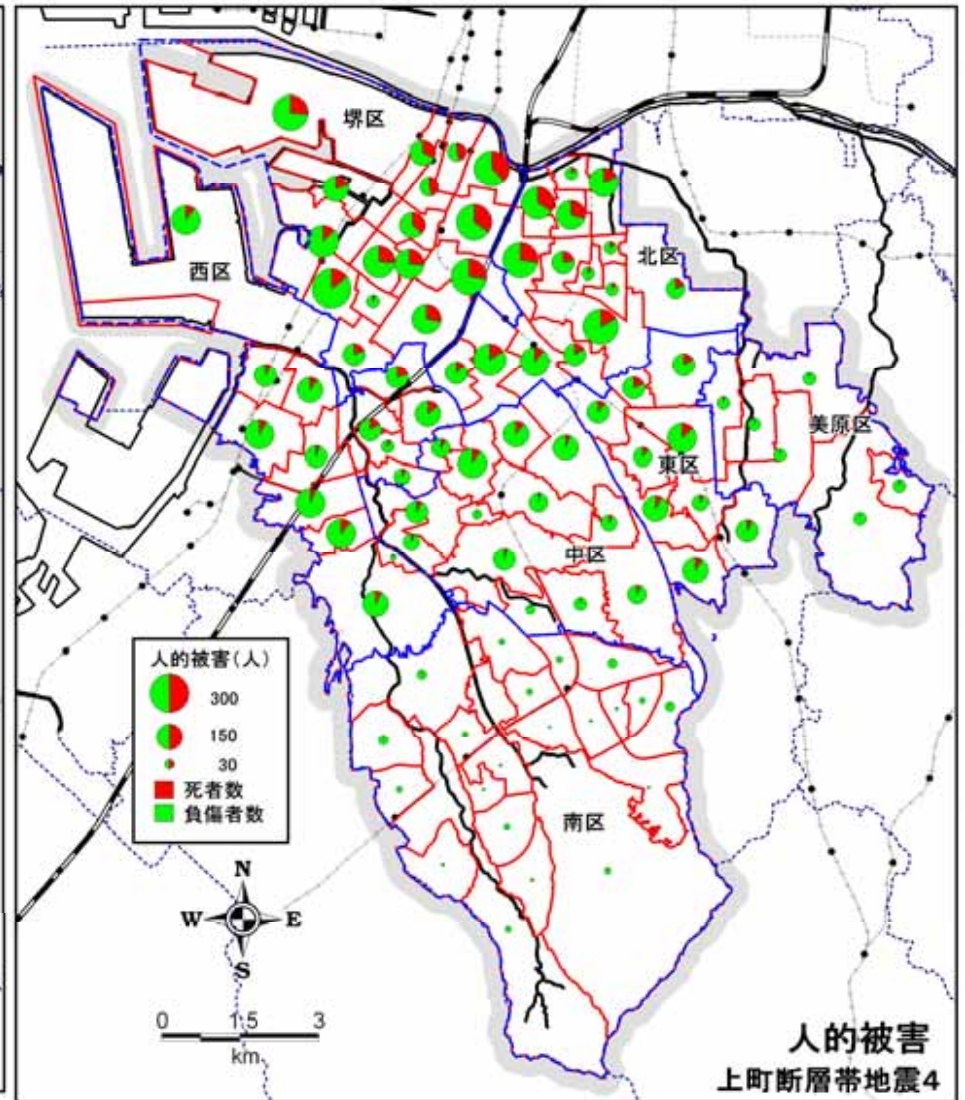 堺区
西区
北区
美原区
東区
中区
南区
人的被害(人)
300
150
30
死者数
負傷者数
N
W E
S
0 1.5 3
km
人的被害
上町断層帯地震4